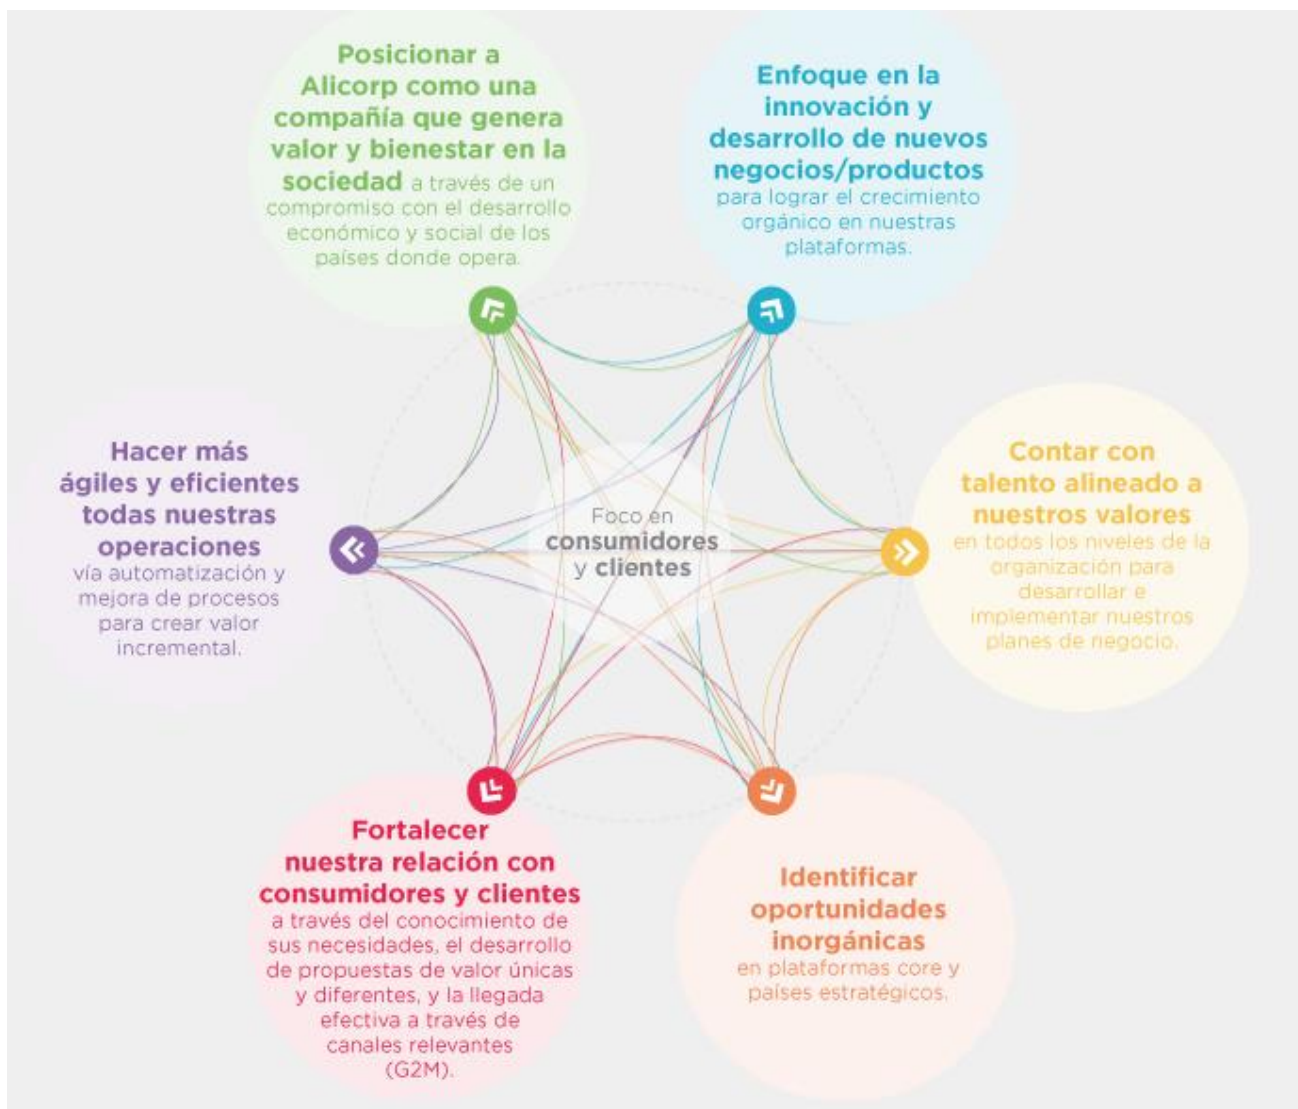 Posicionar a
Alicorp como una
compañía que genera
valor y bienestar en la
sociedad a través de un
compromiso con el desarrollo
económico y social de los
países donde opera.
Enfoque en la
innovación y
desarrollo de nuevos
negocios/productos
para lograr el crecimiento
orgánico en nuestras
plataformas.
Hacer más
ágiles y eficientes
todas nuestras
operaciones
vía automatización y
mejora de procesos
para crear valor
incremental.
Foco en
consumidores
y clientes
Contar con
talento alineado a
nuestros valores
en todos los niveles de la
organización para
desarrollar e
implementar nuestros
planes de negocio.
Fortalecer
nuestra relación con
consumidores y clientes
a través del conocimiento de
sus necesidades, el desarrollo
de propuestas de valor únicas
y diferentes, y la llegada
efectiva a través de
canales relevantes
(G2M).
Identificar
oportunidades
inorgánicas
en plataformas core y
países estratégicos.